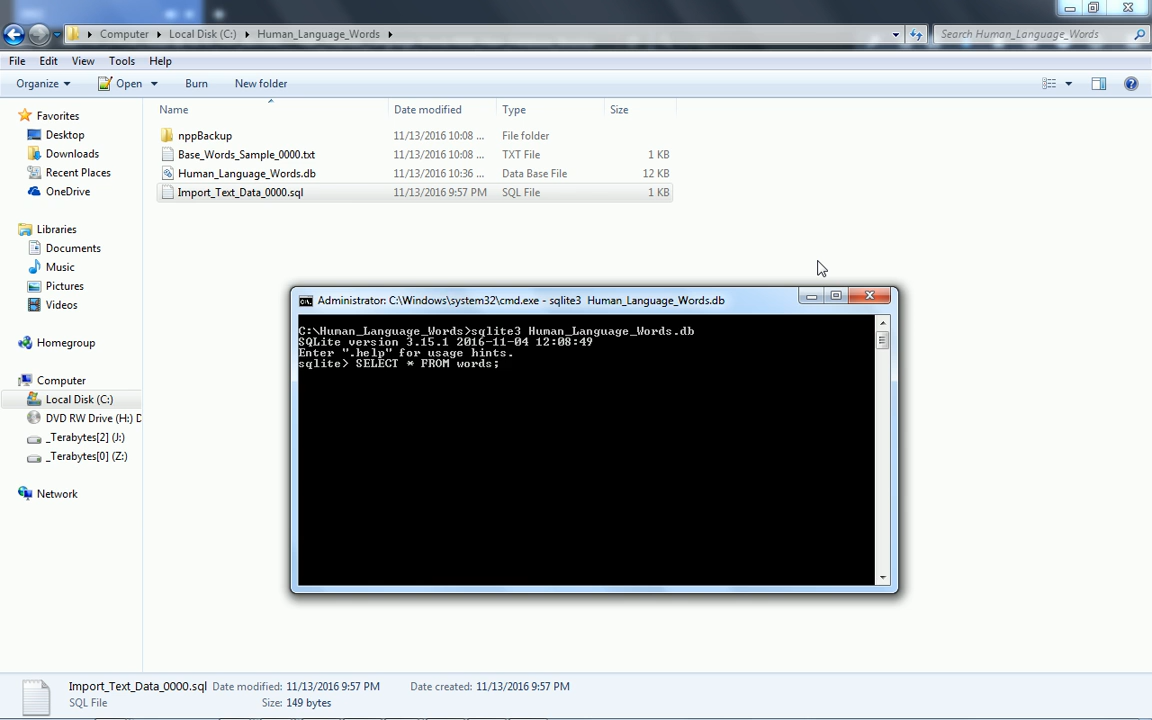 Computer Local Disk (C:) Human_Language_Words
Search Human_Language_Words
File Edit View Tools Help
Organize Open Burn New folder
Name Date modified Type Size
Favorites
Desktop
Downloads
Recent Places
OneDrive
Libraries
Documents
Music
Pictures
Videos
Homegroup
Computer
Local Disk (C:)
DVD RW Drive (H:) D
_Terabytes[2] (J:)
_Terabytes[0] (Z:)
Network
nppBackup 11/13/2016 10:08 ... File folder
Base_Words_Sample_0000.txt 11/13/2016 10:08 ... TXT File 1 KB
Human_Language_Words.db 11/13/2016 10:36 ... Data Base File 12 KB
Import_Text_Data_0000.sql 11/13/2016 9:57 PM SQL File 1 KB
Administrator: C:\Windows\system32\cmd.exe - sqlite3 Human_Language_Words.db
C:\Human_Language_Words>sqlite3 Human_Language_Words.db
SQLite version 3.15.1 2016-11-04 12:08:49
Enter ".help" for usage hints.
sqlite> SELECT * FROM words;
Import_Text_Data_0000.sql Date modified: 11/13/2016 9:57 PM Date created: 11/13/2016 9:57 PM
SQL File Size: 149 bytes